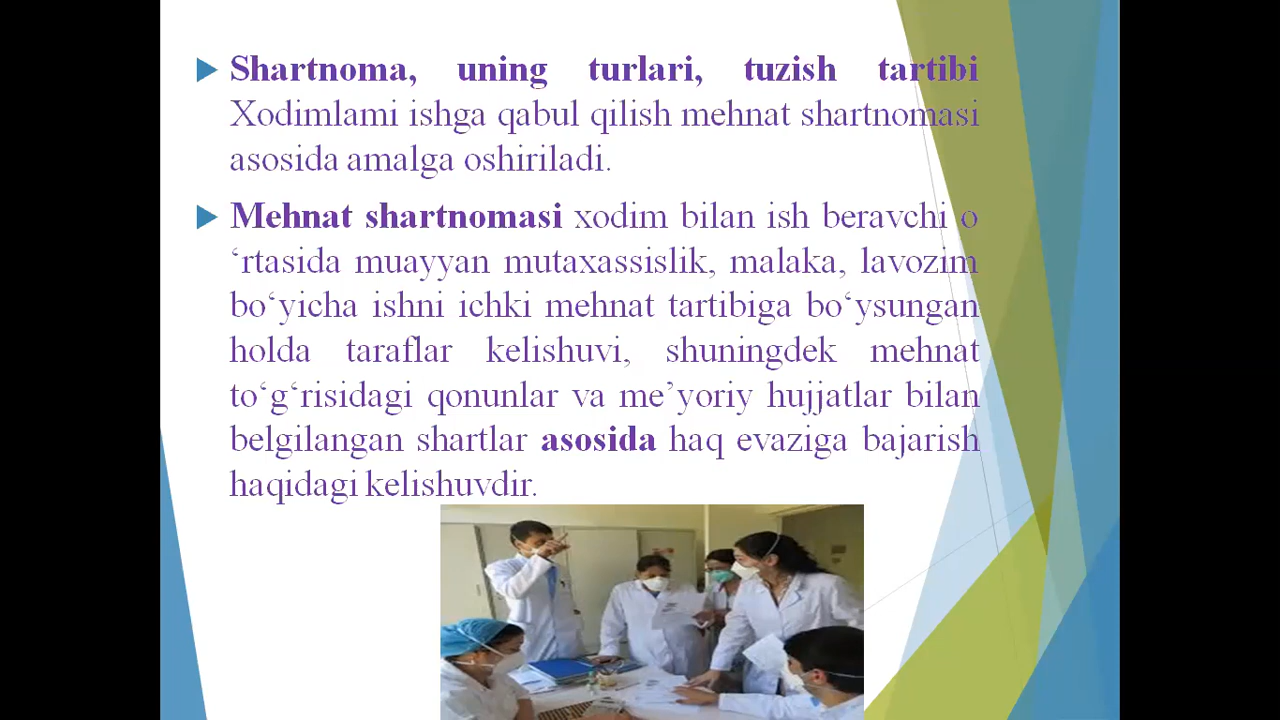 Shartnoma, uning turlari, tuzish tartibi
Xodimlami ishga qabul qilish mehnat shartnomasi
asosida amalga oshiriladi.
Mehnat shartnomasi xodim bilan ish beravchi o
‘rtasida muayyan mutaxassislik, malaka, lavozim
bo‘yicha ishni ichki mehnat tartibiga bo‘ysungan
holda taraflar kelishuvi, shuningdek mehnat
to‘g‘risidagi qonunlar va me’yoriy hujjatlar bilan
belgilangan shartlar asosida haq evaziga bajarish
haqidagi kelishuvdir.